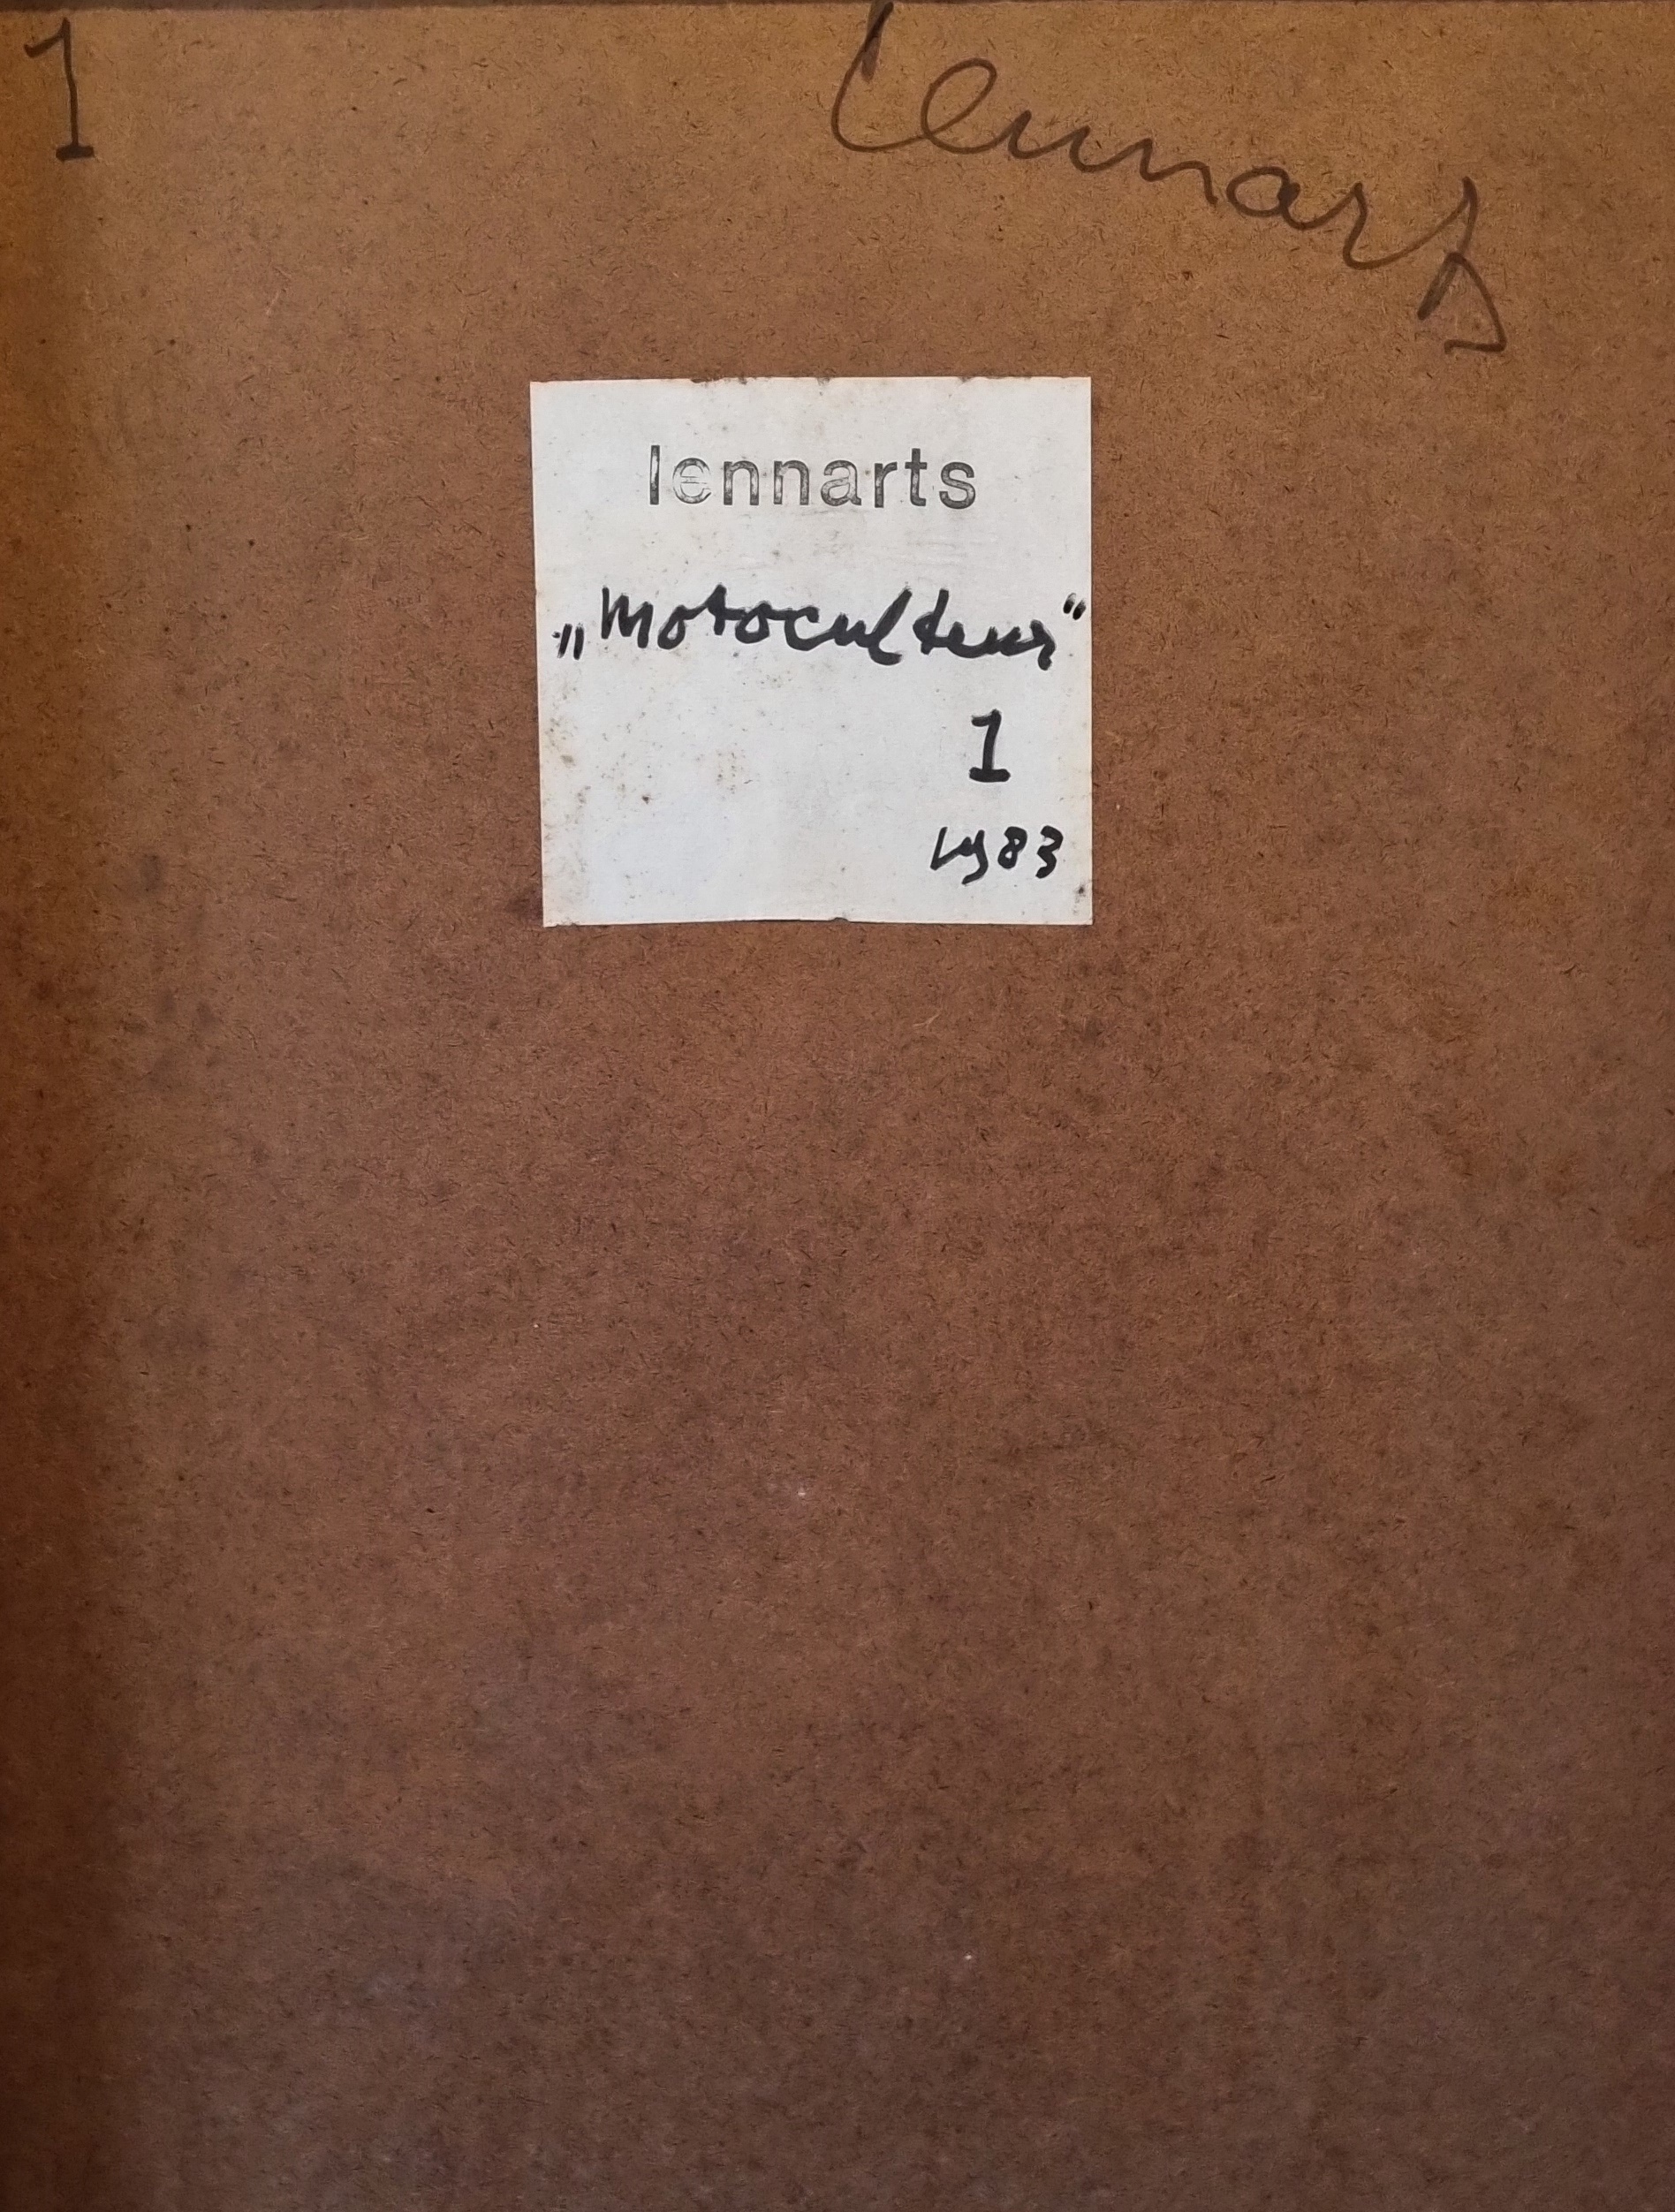 1
lennarts
lennarts
„Motoculteur"
1
1983